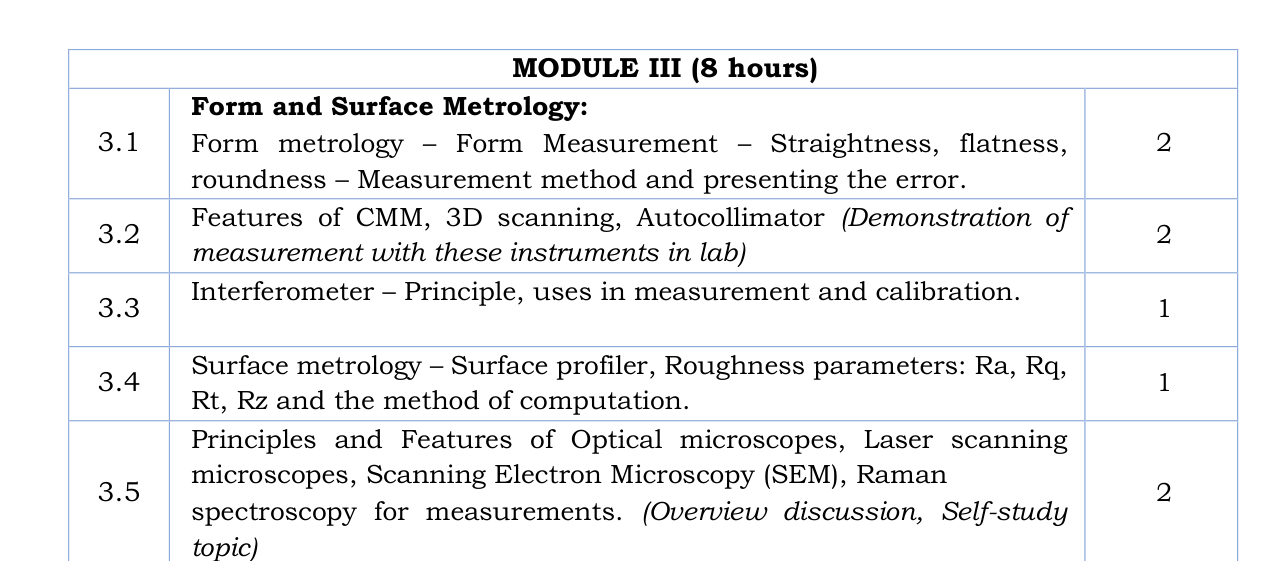 MODULE III (8 hours)
Form and Surface Metrology:
3.1
Form metrology – Form Measurement – Straightness, flatness,
roundness – Measurement method and presenting the error.
2
3.2
Features of CMM, 3D scanning, Autocollimator (Demonstration of
measurement with these instruments in lab)
2
3.3
Interferometer – Principle, uses in measurement and calibration.
1
3.4
Surface metrology – Surface profiler, Roughness parameters: Ra, Rq,
Rt, Rz and the method of computation.
1
3.5
Principles and Features of Optical microscopes, Laser scanning
microscopes, Scanning Electron Microscopy (SEM), Raman
spectroscopy for measurements. (Overview discussion, Self-study
topic)
2